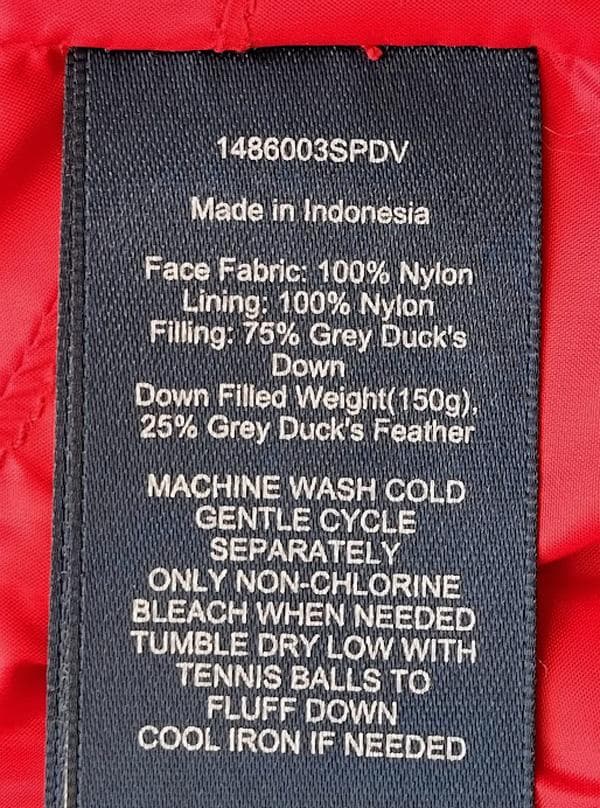 1486003SPDV
Made in Indonesia
Face Fabric: 100% Nylon
Lining: 100% Nylon
Filling: 75% Grey Duck's
Down
Down Filled Weight(150g),
25% Grey Duck's Feather
MACHINE WASH COLD
GENTLE CYCLE
SEPARATELY
ONLY NON-CHLORINE
BLEACH WHEN NEEDED
TUMBLE DRY LOW WITH
TENNIS BALLS TO
FLUFF DOWN
COOL IRON IF NEEDED